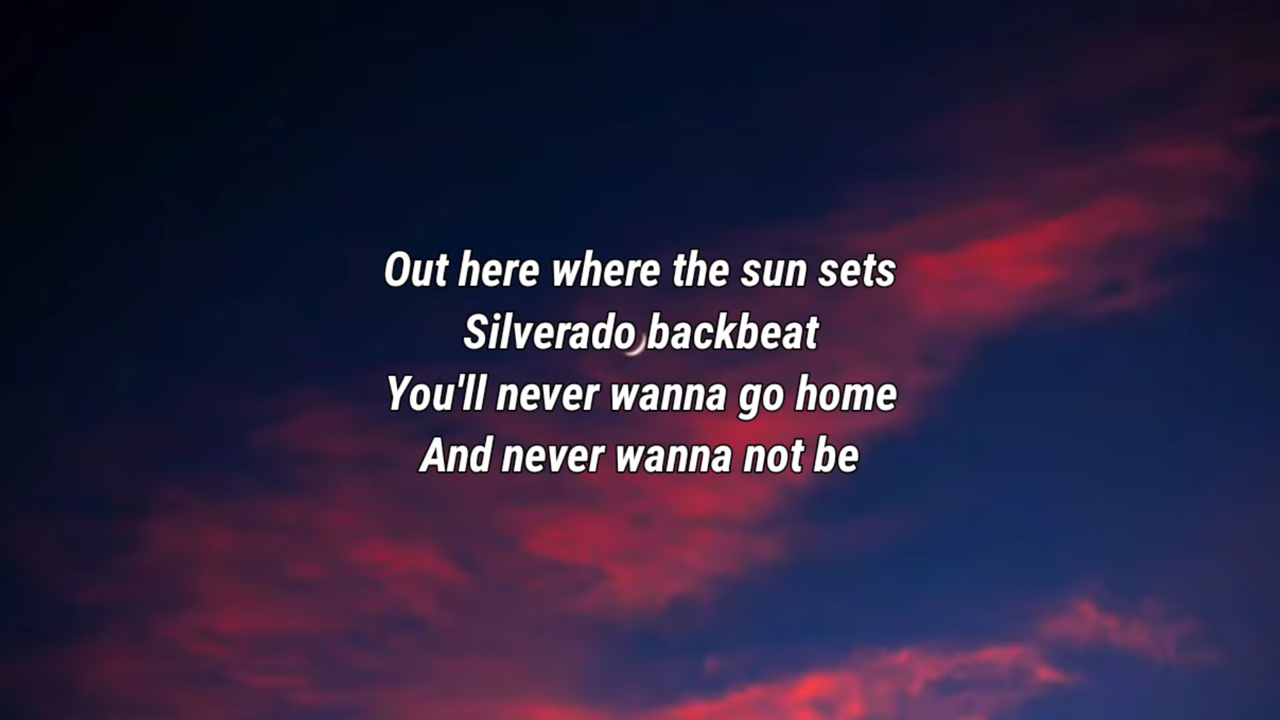 Out here where the sun sets
Silverado backbeat
You'll never wanna go home
And never wanna not be